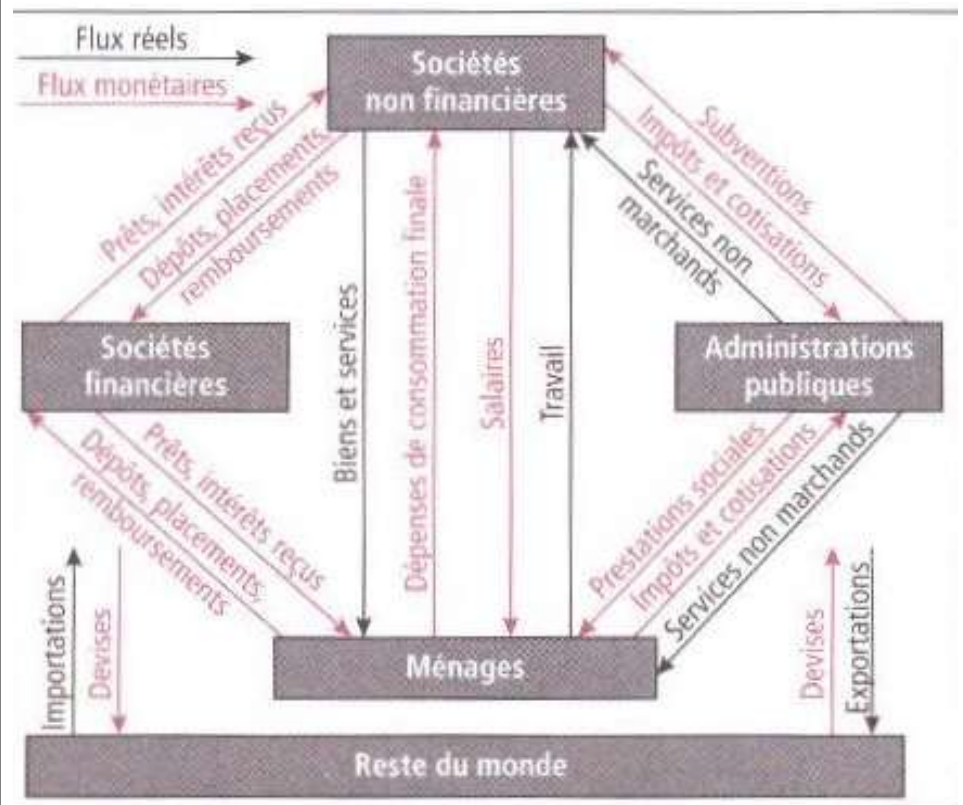 Flux réels
Flux monétaires
Sociétés
non financières
Prêts, intérêts reçus
Dépôts, placements,
remboursements
Subventions
Impôts et cotisations
Services non
marchands
Biens et services
Dépenses de consommation finale
Salaires
Travail
Sociétés
financières
Administrations
publiques
Prêts, intérêts reçus
Dépôts, placements,
remboursements
Prestations sociales
Impôts et cotisations
Services non marchands
Ménages
Importations
Devises
Devises
Exportations
Reste du monde